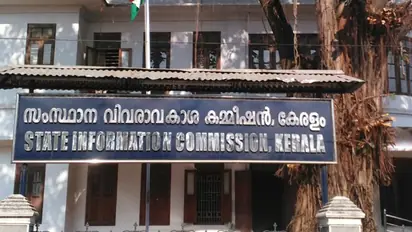 സംസ്ഥാന വിവരാവകാശ കമ്മീഷൻ, കേരളം
STATE INFORMATION COMMISSION, KERALA